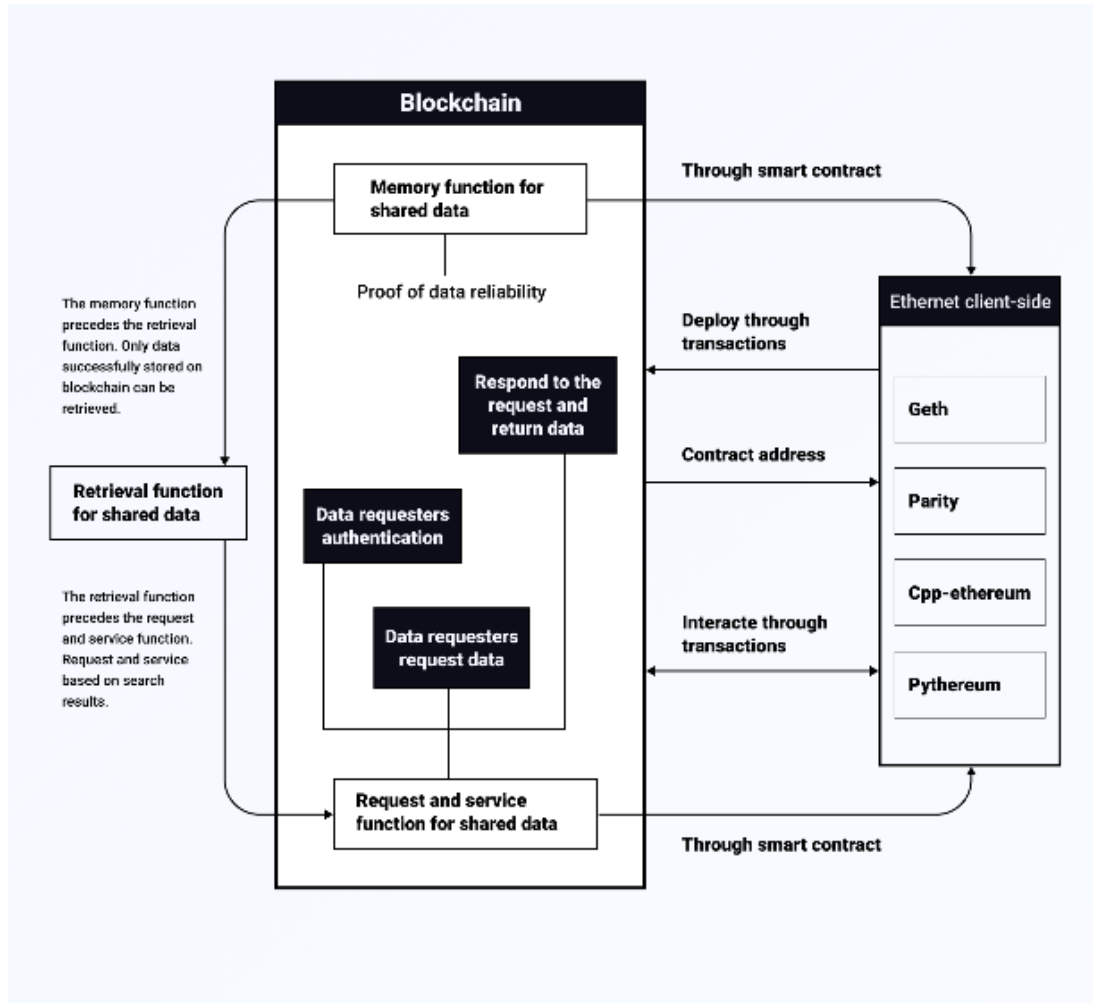 Blockchain
Memory function for
shared data
Proof of data reliability
Through smart contract
The memory function
precedes the retrieval
function. Only data
successfully stored on
blockchain can be
retrieved.
Retrieval function
for shared data
The retrieval function
precedes the request
and service function.
Request and service
based on search
results.
Respond to the
request and
return data
Data requesters
authentication
Data requesters
request data
Request and service
function for shared data
Deploy through
transactions
Contract address
Interacte through
transactions
Through smart contract
Ethernet client-side
Geth
Parity
Cpp-ethereum
Pythereum